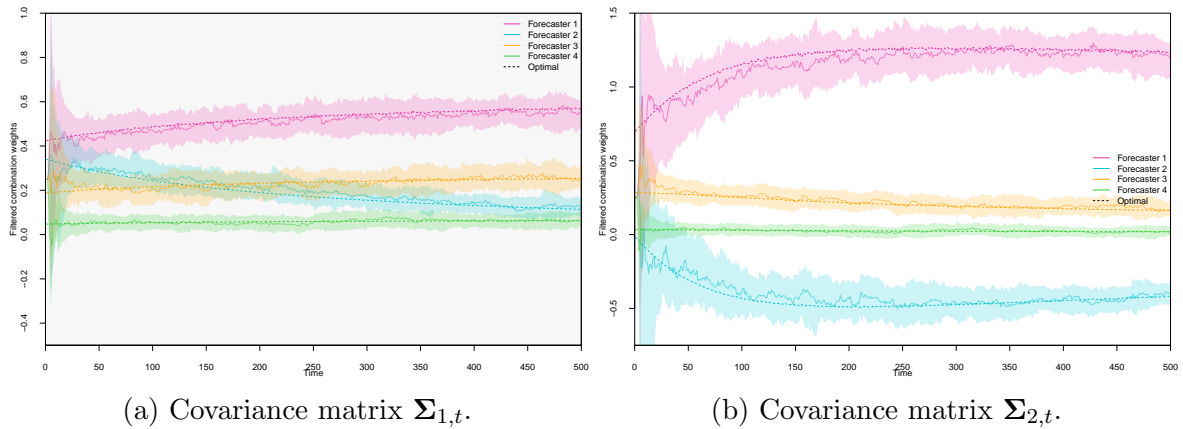 Filtered combination weights
1.0
0.8
0.6
0.4
0.2
0.0
−0.2
−0.4
Forecaster 1
Forecaster 2
Forecaster 3
Forecaster 4
Optimal
0 50 100 150 200 250 300 350 400 450 500
Time
(a) Covariance matrix Σ₁,ₜ.
Filtered combination weights
1.5
1.0
0.5
0.0
−0.5
Forecaster 1
Forecaster 2
Forecaster 3
Forecaster 4
Optimal
0 50 100 150 200 250 300 350 400 450 500
Time
(b) Covariance matrix Σ₂,ₜ.